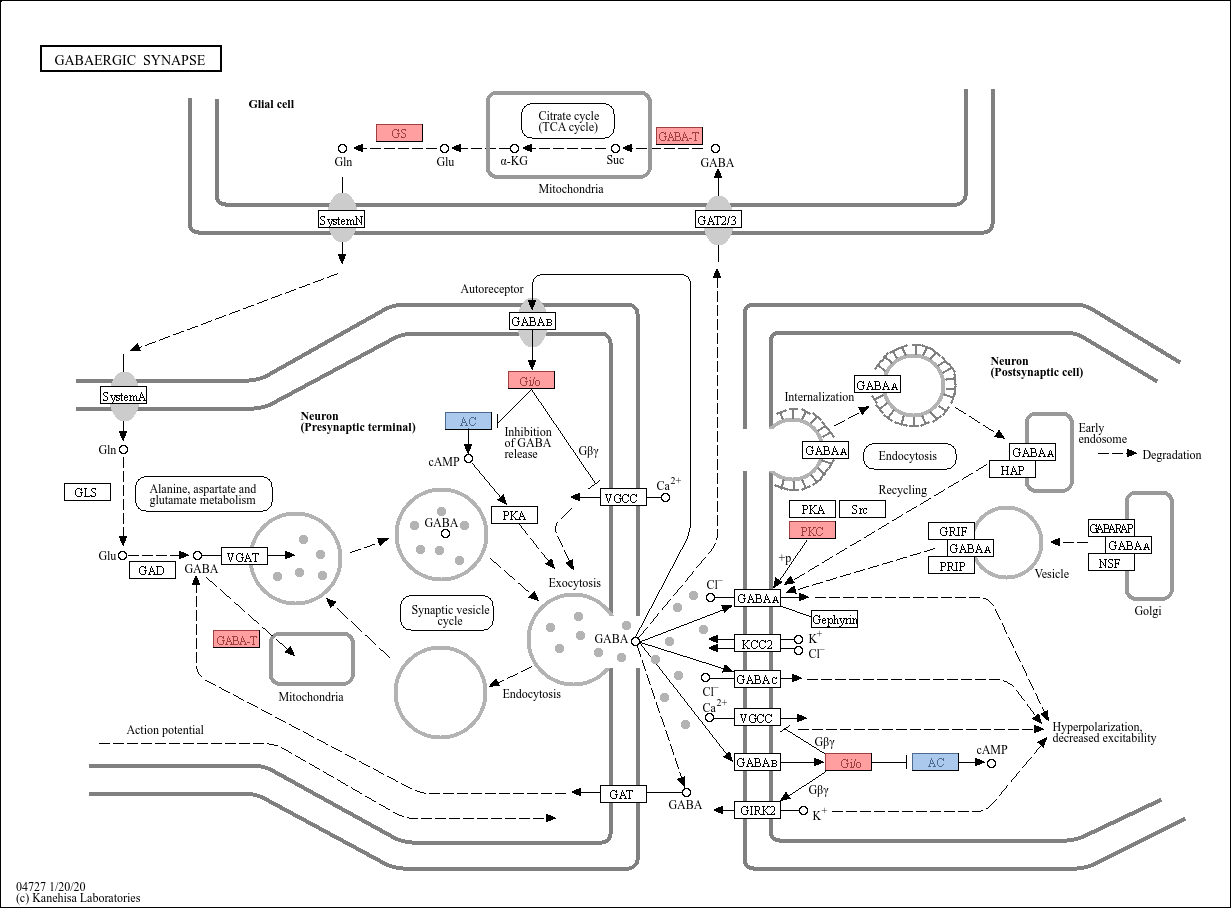 GABAERGIC SYNAPSE
Glial cell
Citrate cycle
(TCA cycle)
GS
GABA-T
Gln
Glu
α-KG
Suc
GABA
Mitochondria
SystemN
GAT2/3
Autoreceptor
GABAB
Gi/o
AC
Inhibition
of GABA
release
Gβγ
Neuron
(Presynaptic terminal)
cAMP
PKA
VGCC
Ca2+
SystemA
Gln
GLS
Alanine, aspartate and
glutamate metabolism
Glu
GAD
GABA
VGAT
GABA
Exocytosis
Synaptic vesicle
cycle
GABA
GABA-T
Mitochondria
Endocytosis
Action potential
GAT
GABA
Neuron
(Postsynaptic cell)
Internalization
GABAA
GABAA
Endocytosis
GABAA
HAP
Early
endosome
Degradation
Recycling
PKA
Src
PKC
+p
GRIF
GABAA
PRIP
Vesicle
GABARAP
GABAA
NSF
Golgi
Cl−
GABAA
Gephyrin
KCC2
K+
Cl−
GABAC
Cl−
Ca2+
VGCC
Gβγ
GABAB
Gi/o
AC
cAMP
Gβγ
GIRK2
K+
Hyperpolarization,
decreased excitability
04727 1/20/20
(c) Kanehisa Laboratories